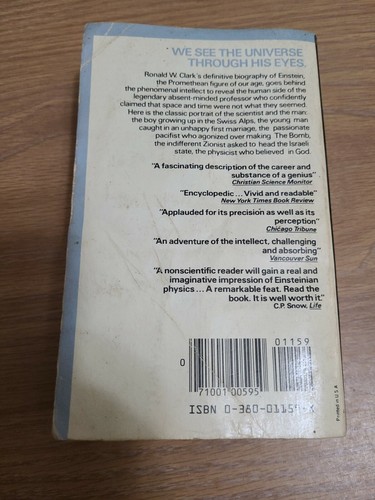 WE SEE THE UNIVERSE
THROUGH HIS EYES.
Ronald W. Clark's definitive biography of Einstein,
the Promethean figure of our age, goes behind
the phenomenal intellect to reveal the human side of the
legendary absent-minded professor who confidently
claimed that space and time were not what they seemed.
Here is the classic portrait of the scientist and the man:
the boy growing up in the Swiss Alps, the young man
caught in an unhappy first marriage, the passionate
pacifist who agonized over making The Bomb,
the indifferent Zionist asked to head the Israeli
state, the physicist who believed in God.
"A fascinating description of the career and
substance of a genius"
Christian Science Monitor
"Encyclopedic... Vivid and readable"
New York Times Book Review
"Applauded for its precision as well as its
perception"
Chicago Tribune
"An adventure of the intellect, challenging
and absorbing"
Vancouver Sun
"A nonscientific reader will gain a real and
imaginative impression of Einsteinian
physics... A remarkable feat. Read the
book. It is well worth it."
C.P. Snow, Life
01159
0
71001 00595
ISBN 0-380-01159-X
Printed in U.S.A.